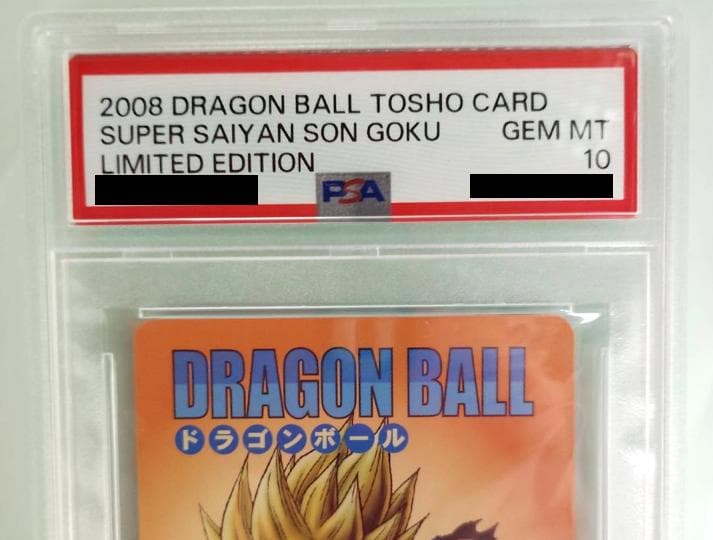 2008 DRAGON BALL TOSHO CARD
SUPER SAIYAN SON GOKU GEM MT
LIMITED EDITION 10
PSA
DRAGON BALL
ドラゴンボール